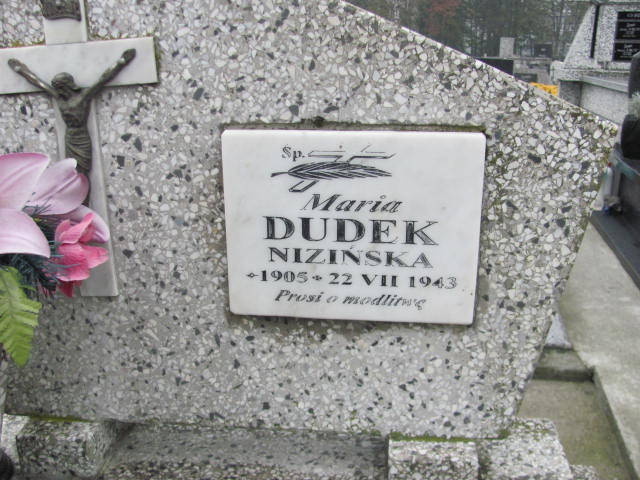 Śp.
Maria
DUDEK
NIZIŃSKA
*1905 * 22 VII 1943
Prosi o modlitwę